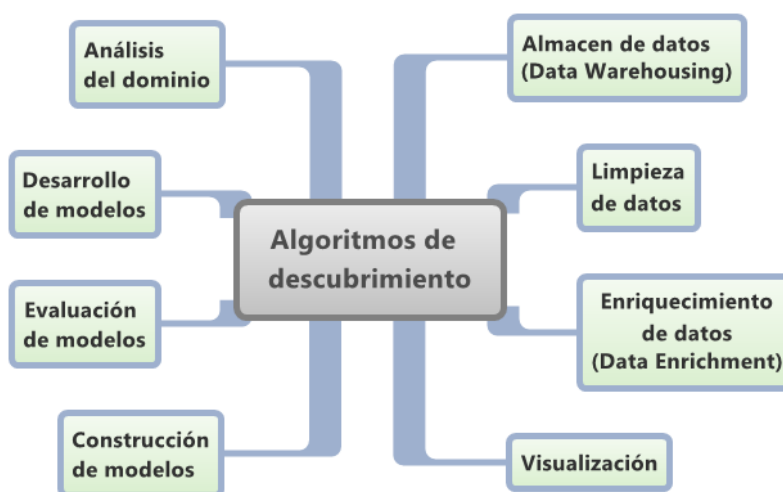 Análisis
del dominio
Almacen de datos
(Data Warehousing)
Desarrollo
de modelos
Limpieza
de datos
Algoritmos de
descubrimiento
Evaluación
de modelos
Enriquecimiento
de datos
(Data Enrichment)
Construcción
de modelos
Visualización